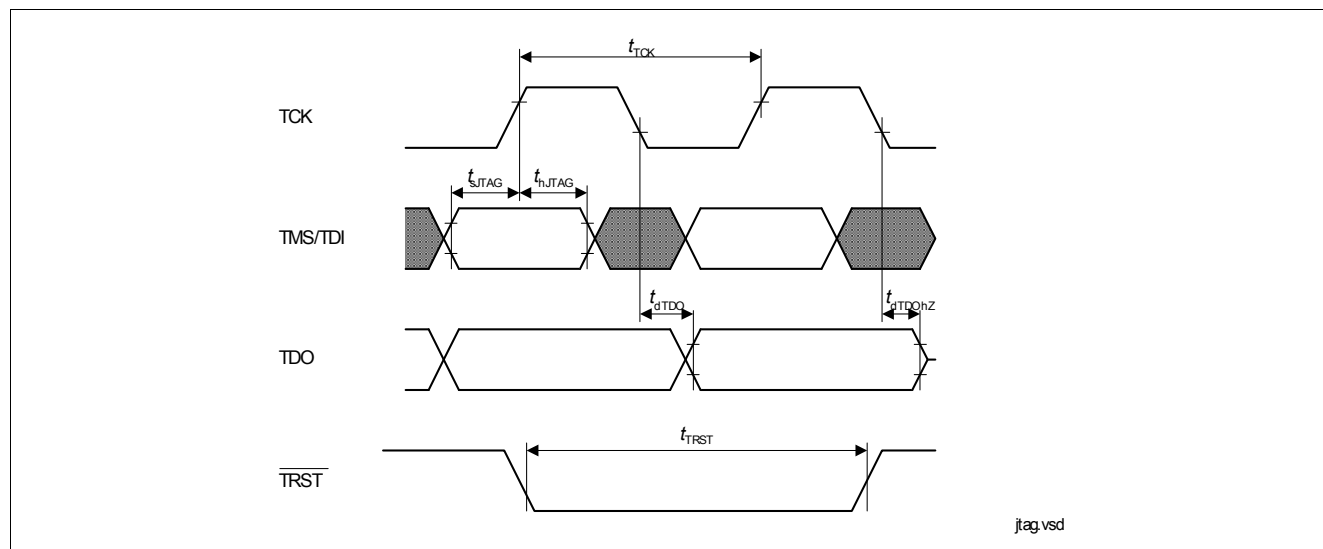 tTCK
TCK
tsJTAG thJTAG
TMS/TDI
tdTDO tdTDOhZ
TDO
tTRST
TRST
jtag.vsd